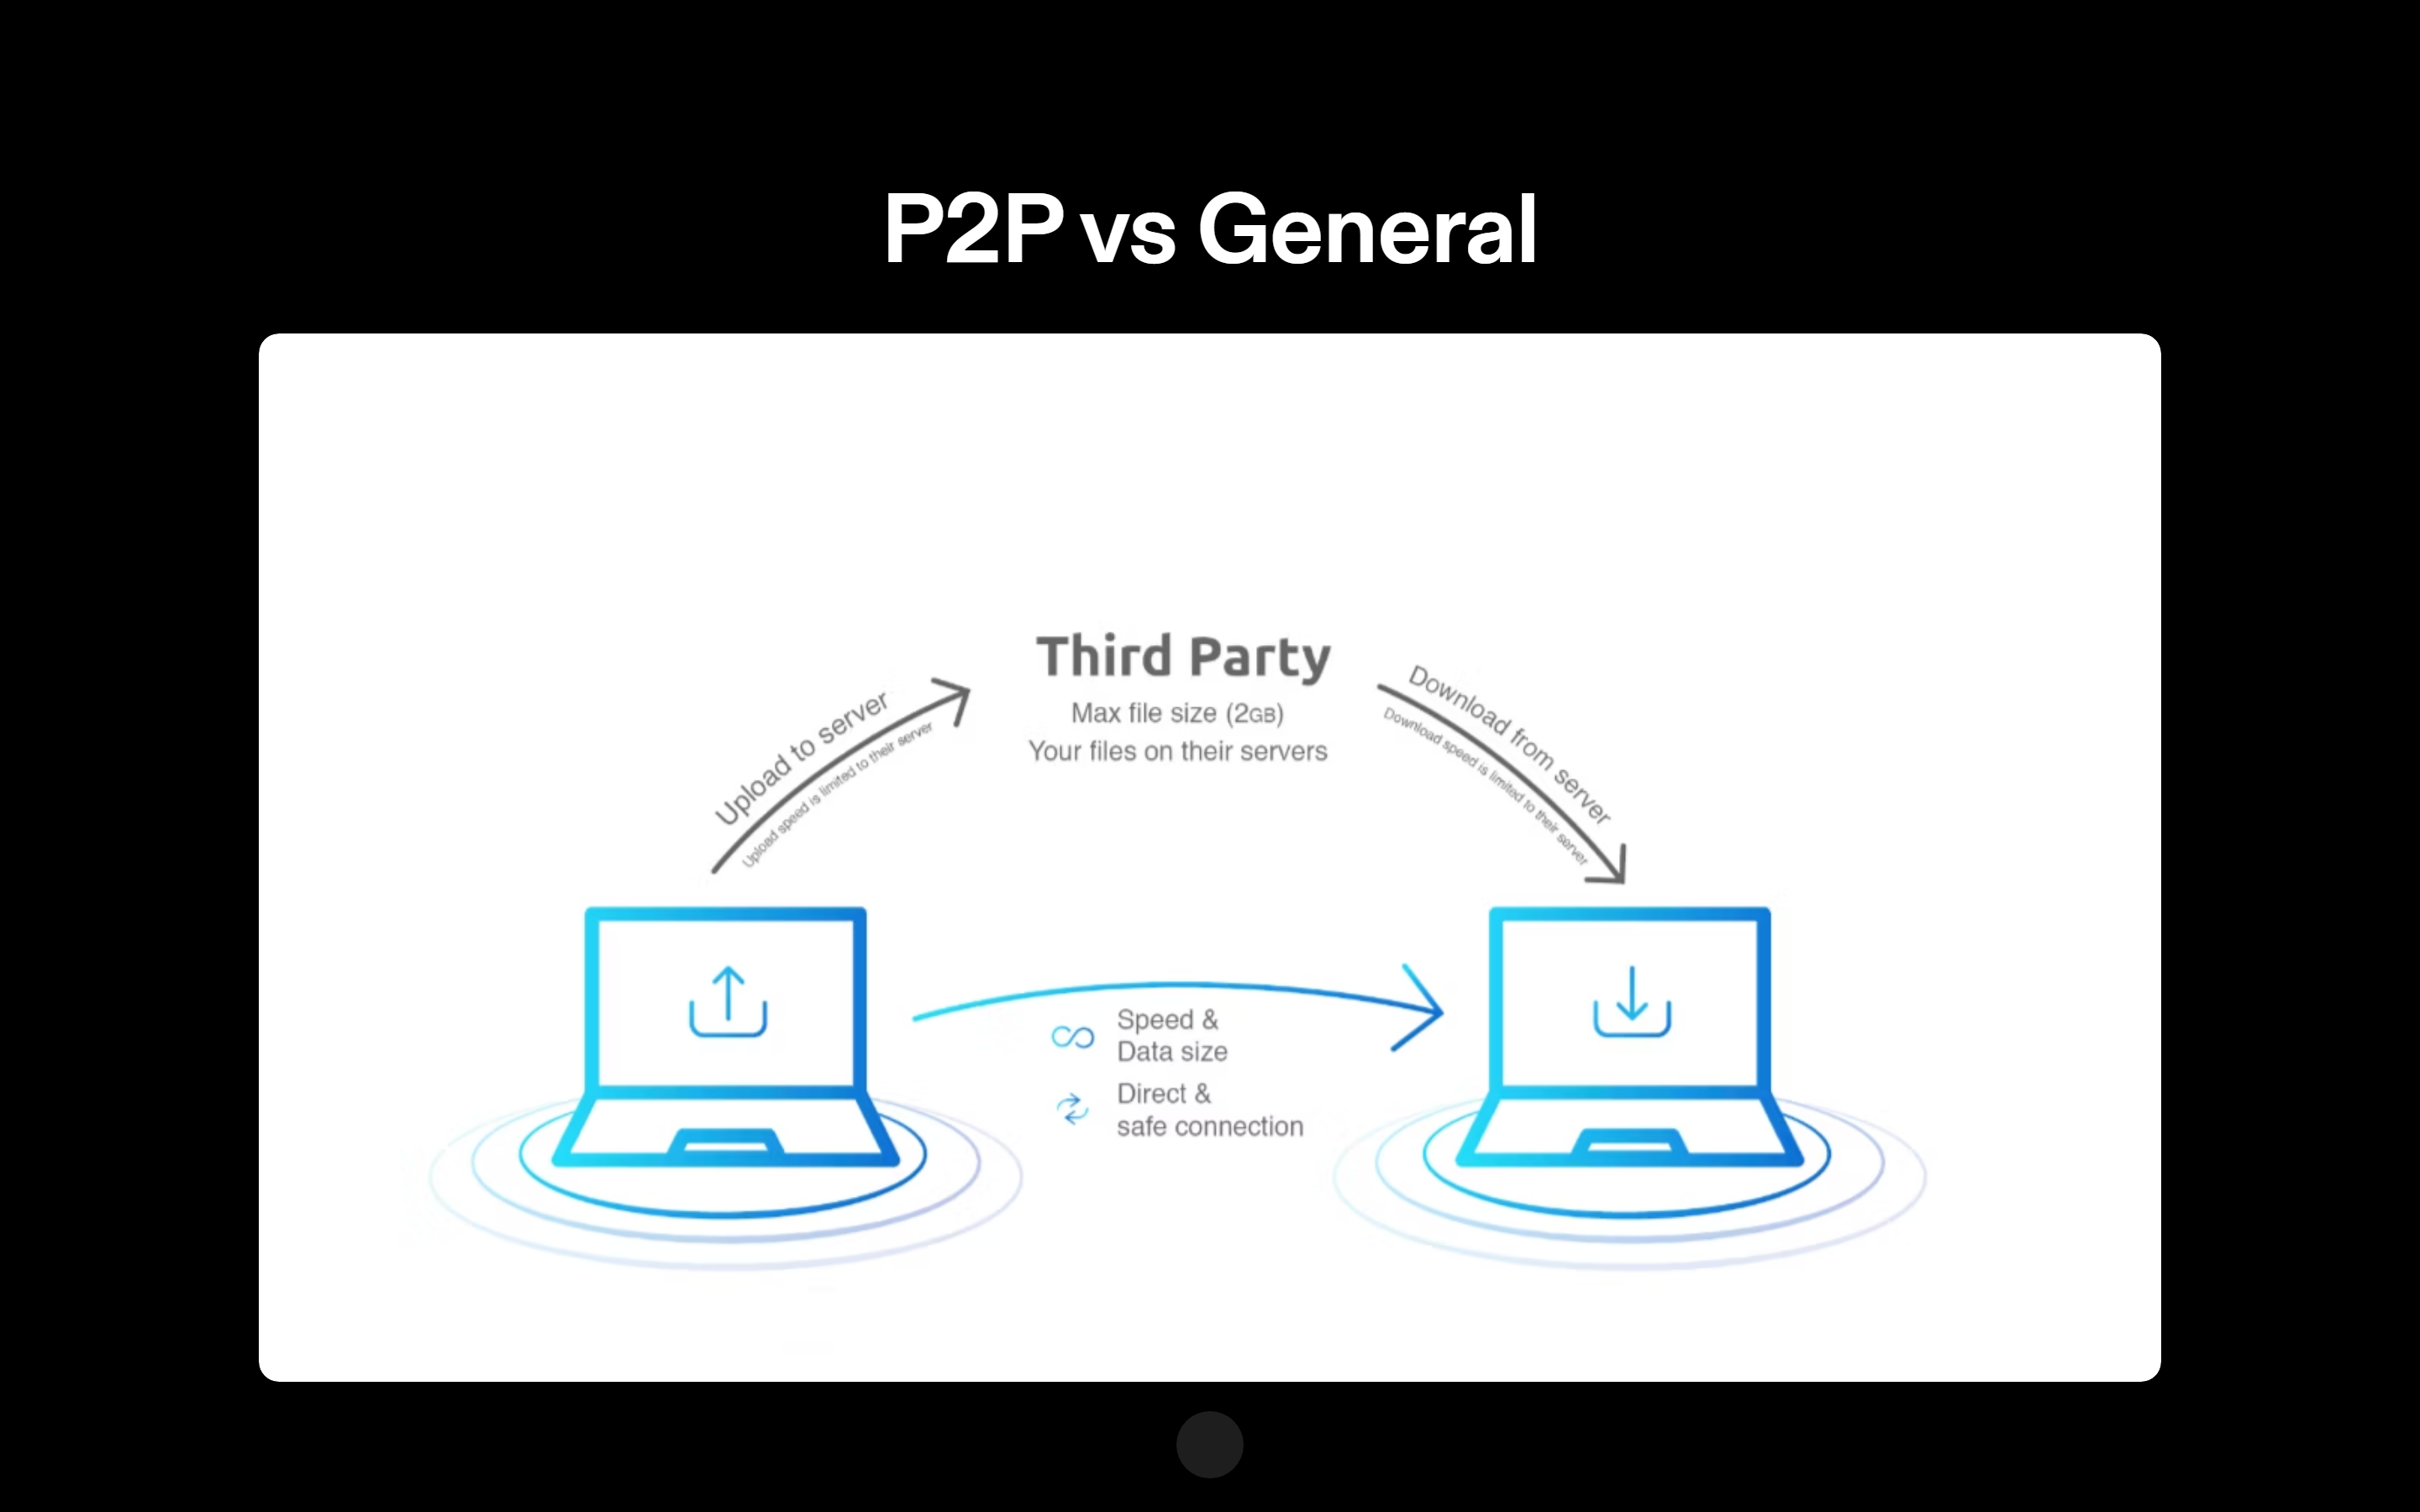 P2P vs General
Third Party
Max file size (2GB)
Your files on their servers
Upload to server
Upload speed is limited to their server
Download from server
Download speed is limited to their server
Speed &
Data size
Direct &
safe connection